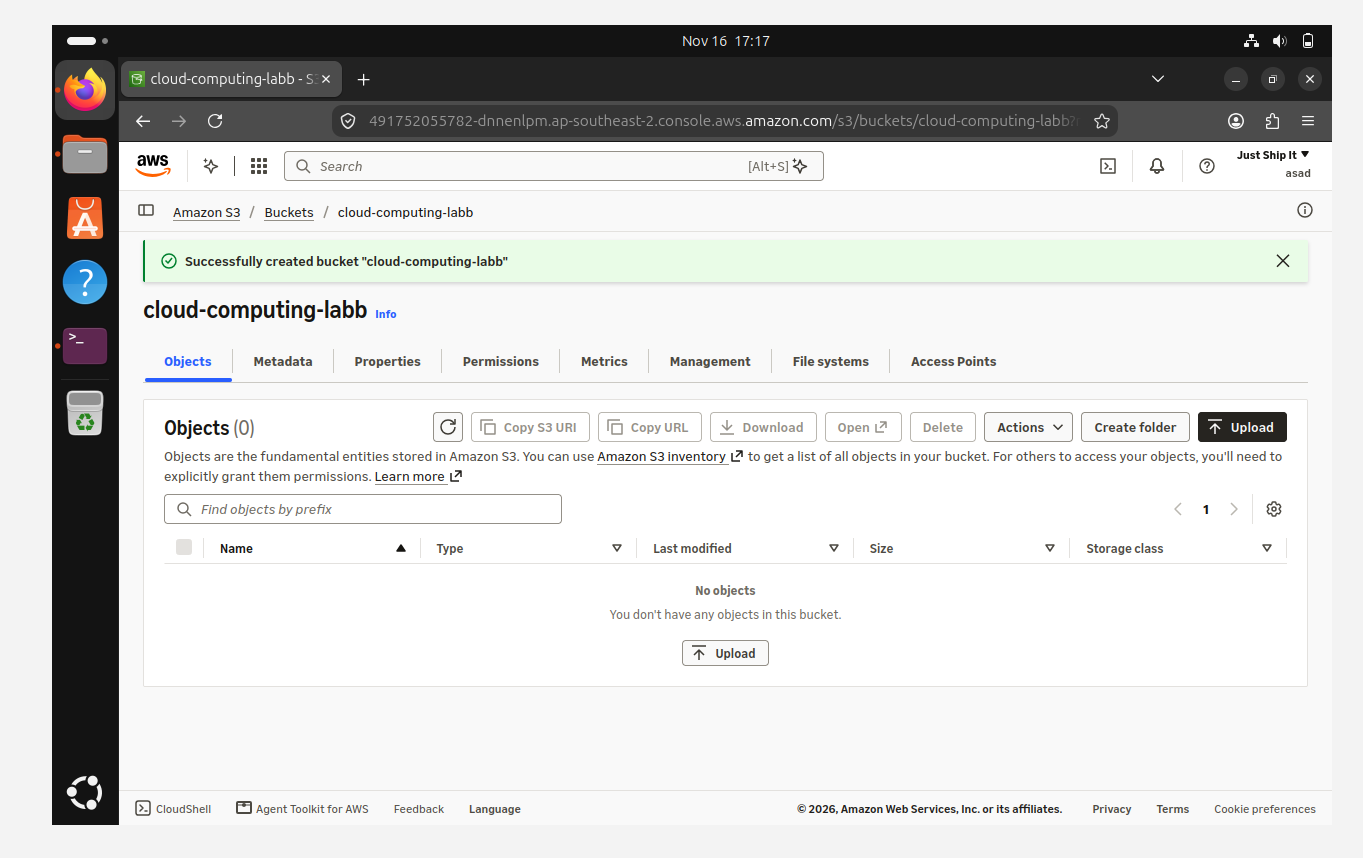 Nov 16 17:17
cloud-computing-labb - S3
491752055782-dnnenlpm.ap-southeast-2.console.aws.amazon.com/s3/buckets/cloud-computing-labb?r
aws
Search
[Alt+S]
Just Ship It ▼
asad
Amazon S3 / Buckets / cloud-computing-labb
Successfully created bucket "cloud-computing-labb"
cloud-computing-labb Info
Objects Metadata Properties Permissions Metrics Management File systems Access Points
Objects (0)
Copy S3 URI Copy URL Download Open Delete Actions Create folder Upload
Objects are the fundamental entities stored in Amazon S3. You can use Amazon S3 inventory to get a list of all objects in your bucket. For others to access your objects, you'll need to
explicitly grant them permissions. Learn more
Find objects by prefix
1
Name Type Last modified Size Storage class
No objects
You don't have any objects in this bucket.
Upload
CloudShell Agent Toolkit for AWS Feedback Language © 2026, Amazon Web Services, Inc. or its affiliates. Privacy Terms Cookie preferences